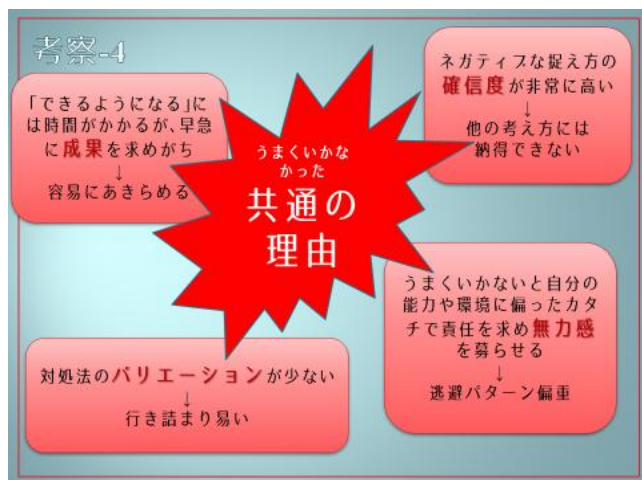 考察-4
「できるようになる」に
は時間がかかるが、早急
に成果を求めがち
↓
容易にあきらめる
ネガティブな捉え方の
確信度が非常に高い
↓
他の考え方には
納得できない
うまくいかな
かった
共通の
理由
対処法のバリエーションが少ない
↓
行き詰まり易い
うまくいかないと自分の
能力や環境に偏ったカタ
チで責任を求め無力感
を募らせる
↓
逃避パターン偏重